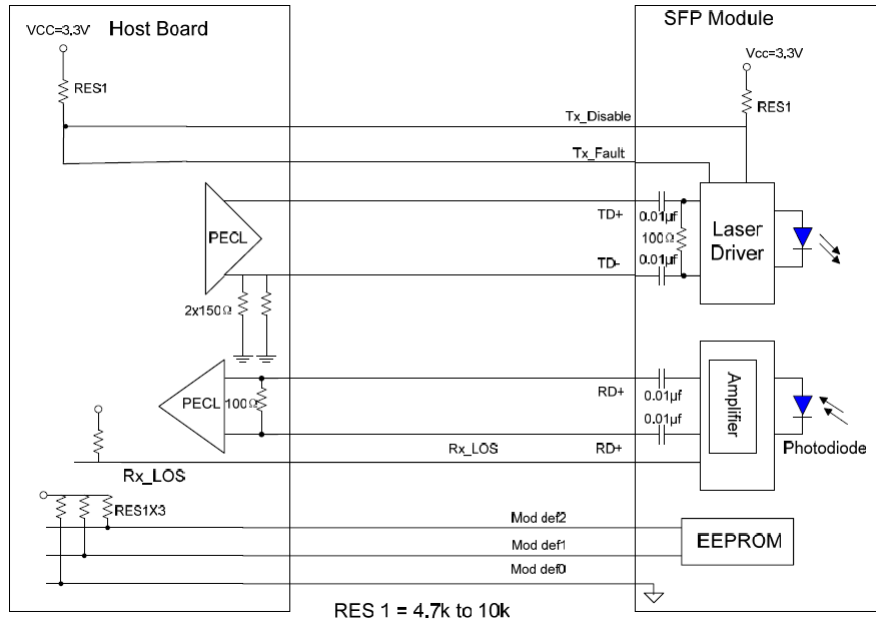 Host Board
SFP Module
VCC=3.3V
Vcc=3.3V
RES1
RES1
Tx_Disable
Tx_Fault
PECL
TD+
0.01µf
100Ω
TD-
0.01µf
Laser
Driver
2x150Ω
PECL
100Ω
RD+
0.01µf
0.01µf
RD+
Amplifier
Photodiode
Rx_LOS
Rx_LOS
RES1X3
Mod def2
Mod def1
Mod def0
EEPROM
RES 1 = 4.7k to 10k